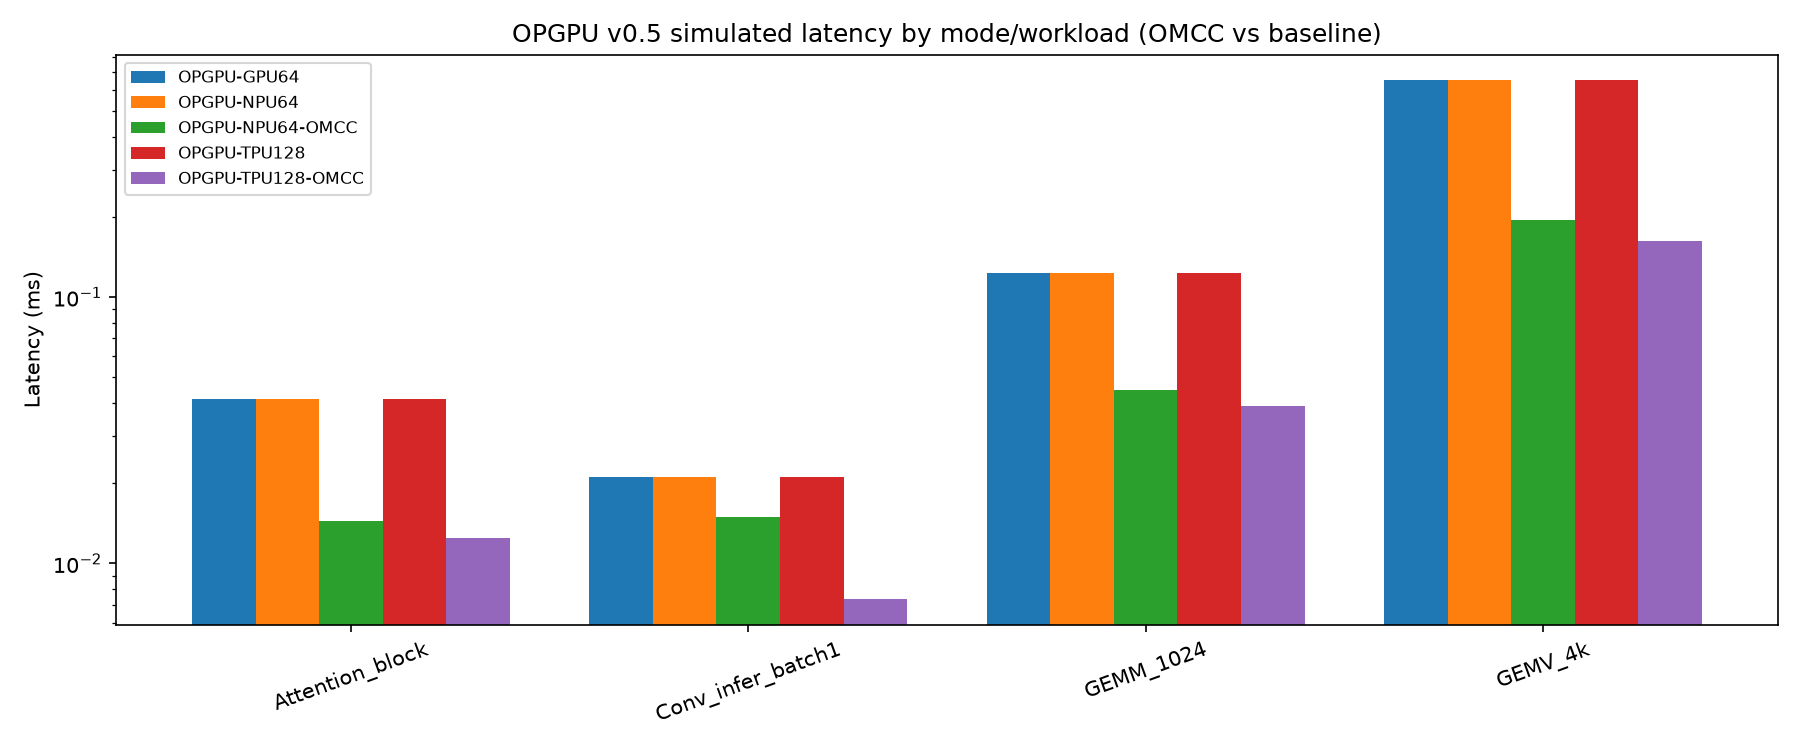 OPGPU v0.5 simulated latency by mode/workload (OMCC vs baseline)
OPGPU-GPU64
OPGPU-NPU64
OPGPU-NPU64-OMCC
OPGPU-TPU128
OPGPU-TPU128-OMCC
Latency (ms)
10⁻¹
10⁻²
Attention_block
Conv_infer_batch1
GEMM_1024
GEMV_4k